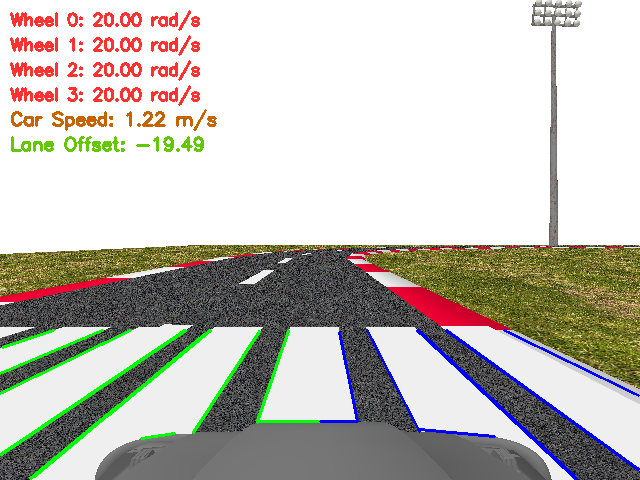 Wheel 0: 20.00 rad/s
Wheel 1: 20.00 rad/s
Wheel 2: 20.00 rad/s
Wheel 3: 20.00 rad/s
Car Speed: 1.22 m/s
Lane Offset: -19.49